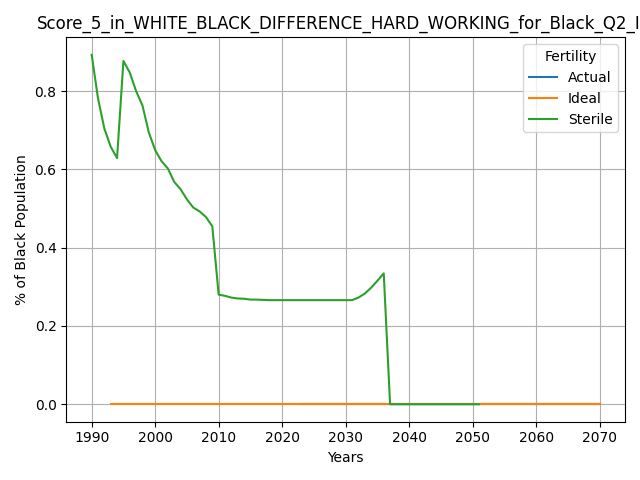 Score_5_in_WHITE_BLACK_DIFFERENCE_HARD_WORKING_for_Black_Q2_I
Fertility
Actual
Ideal
Sterile
% of Black Population
0.8
0.6
0.4
0.2
0.0
1990 2000 2010 2020 2030 2040 2050 2060 2070
Years